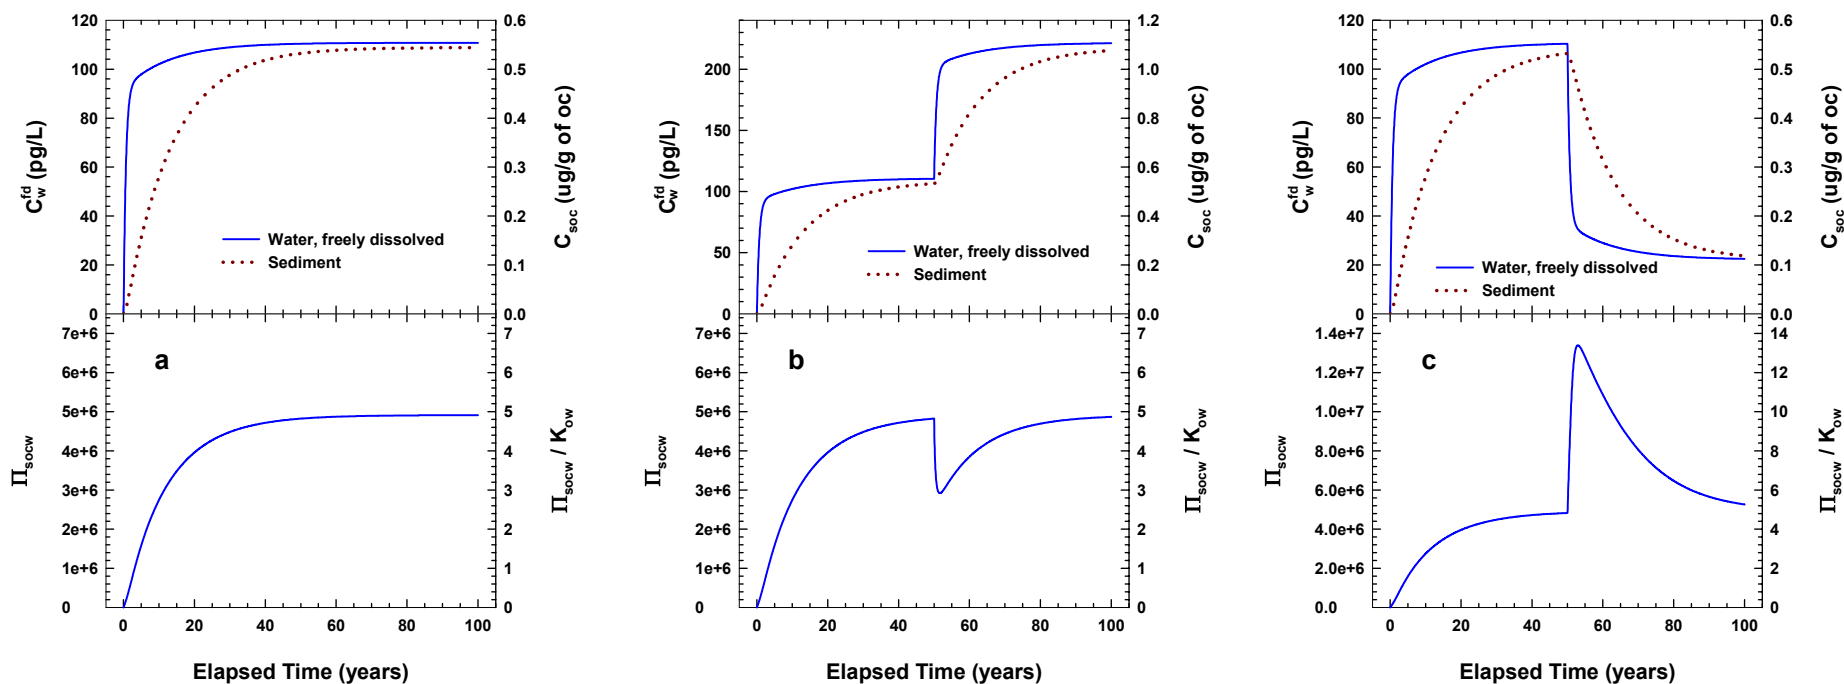 120
100
80
60
40
20
0
C_w^fd (pg/L)
0.6
0.5
0.4
0.3
0.2
0.1
0.0
C_soc (ug/g of oc)
Water, freely dissolved
Sediment
7e+6
6e+6
5e+6
4e+6
3e+6
2e+6
1e+6
0
Π_socw
a
7
6
5
4
3
2
1
0
Π_socw / K_ow
0 20 40 60 80 100
Elapsed Time (years)
200
150
100
50
0
C_w^fd (pg/L)
1.2
1.0
0.8
0.6
0.4
0.2
0.0
C_soc (ug/g of oc)
Water, freely dissolved
Sediment
7e+6
6e+6
5e+6
4e+6
3e+6
2e+6
1e+6
0
Π_socw
b
7
6
5
4
3
2
1
0
Π_socw / K_ow
0 20 40 60 80 100
Elapsed Time (years)
120
100
80
60
40
20
0
C_w^fd (pg/L)
0.6
0.5
0.4
0.3
0.2
0.1
0.0
C_soc (ug/g of oc)
Water, freely dissolved
Sediment
1.4e+7
1.2e+7
1.0e+7
8.0e+6
6.0e+6
4.0e+6
2.0e+6
0.0
Π_socw
c
14
12
10
8
6
4
2
0
Π_socw / K_ow
0 20 40 60 80 100
Elapsed Time (years)